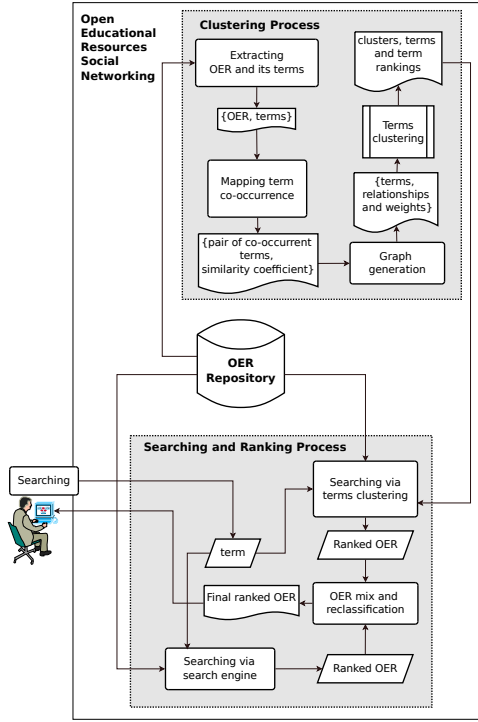 Open
Educational
Resources
Social
Networking
Clustering Process
Extracting
OER and its terms
{OER, terms}
Mapping term
co-occurrence
{pair of co-occurrent
terms,
similarity coefficient}
Graph
generation
{terms,
relationships
and weights}
Terms
clustering
clusters, terms
and term
rankings
OER
Repository
Searching and Ranking Process
Searching
Searching via
terms clustering
term
Ranked OER
OER mix and
reclassification
Final ranked OER
Searching via
search engine
Ranked OER